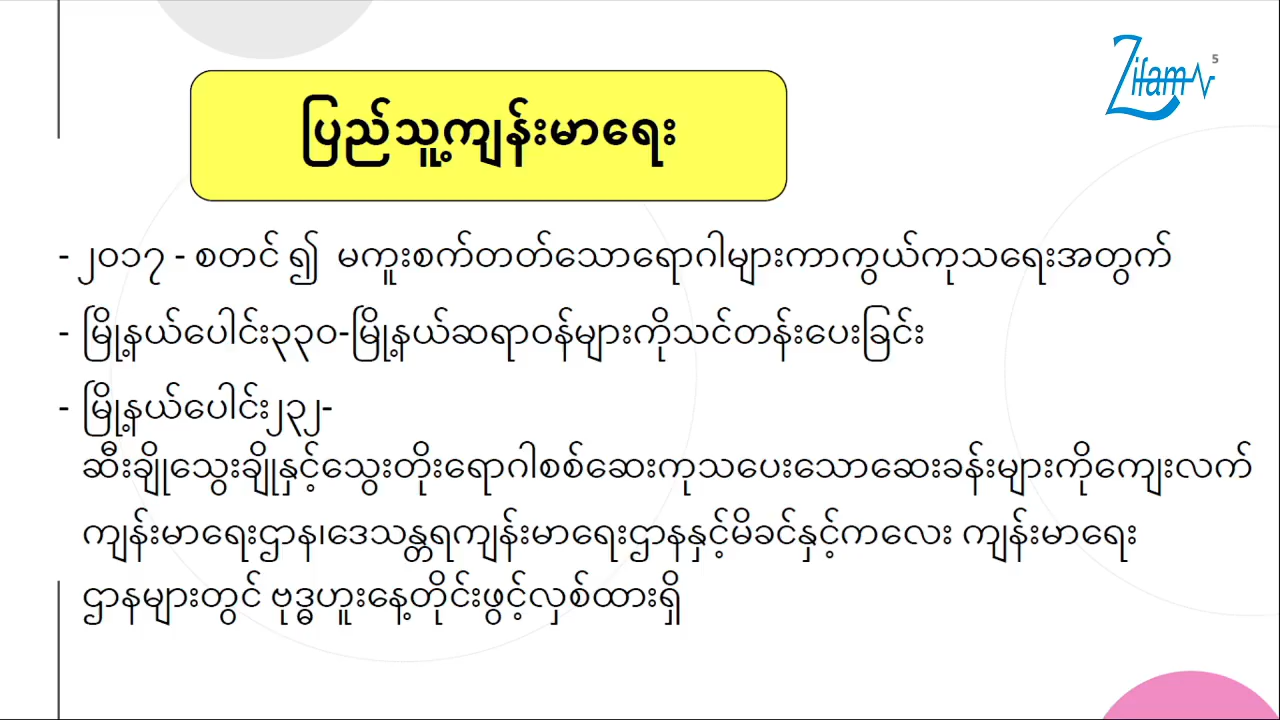 Zifam
5
ပြည်သူ့ကျန်းမာရေး
- ၂၀၁၇ - စတင် ၍ မကူးစက်တတ်သောရောဂါများကာကွယ်ကုသရေးအတွက်
- မြို့နယ်ပေါင်း၃၃၀-မြို့နယ်ဆရာဝန်များကိုသင်တန်းပေးခြင်း
- မြို့နယ်ပေါင်း၂၃၂-
ဆီးချိုသွေးချိုနှင့်သွေးတိုးရောဂါစစ်ဆေးကုသပေးသောဆေးခန်းများကိုကျေးလက်
ကျန်းမာရေးဌာန၊ဒေသန္တရကျန်းမာရေးဌာနနှင့်မိခင်နှင့်ကလေး ကျန်းမာရေး
ဌာနများတွင် ဗုဒ္ဓဟူးနေ့တိုင်းဖွင့်လှစ်ထားရှိ